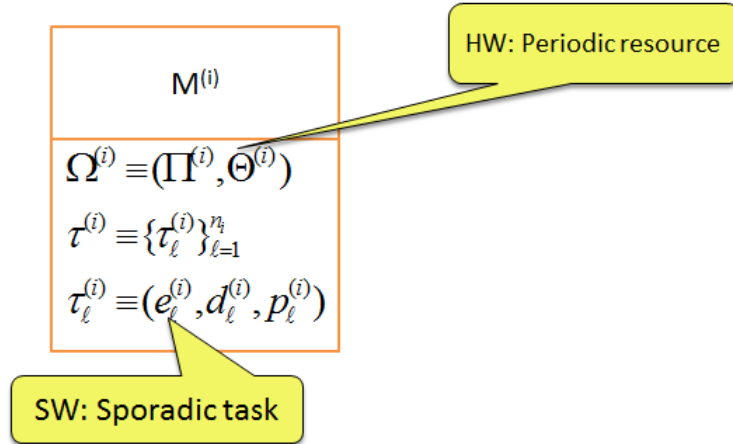 HW: Periodic resource
M⁽ⁱ⁾
Ω⁽ⁱ⁾ ≡ (Π⁽ⁱ⁾, Θ⁽ⁱ⁾)
τ⁽ⁱ⁾ ≡ {τ_ℓ⁽ⁱ⁾}_{ℓ=1}^{n_i}
τ_ℓ⁽ⁱ⁾ ≡ (e_ℓ⁽ⁱ⁾, d_ℓ⁽ⁱ⁾, p_ℓ⁽ⁱ⁾)
SW: Sporadic task